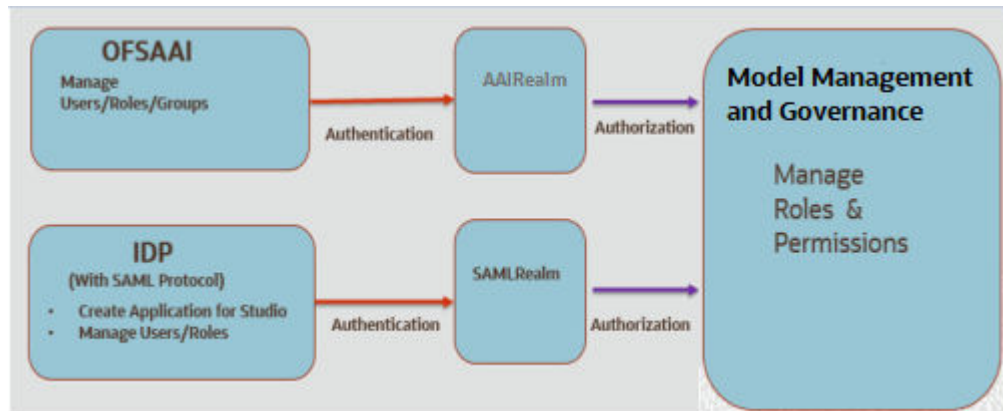 OFSAAI
Manage
Users/Roles/Groups
Authentication
AAIRealm
Authorization
Model Management
and Governance
Manage
Roles &
Permissions
IDP
(With SAML Protocol)
• Create Application for Studio
• Manage Users/Roles
Authentication
SAMLRealm
Authorization